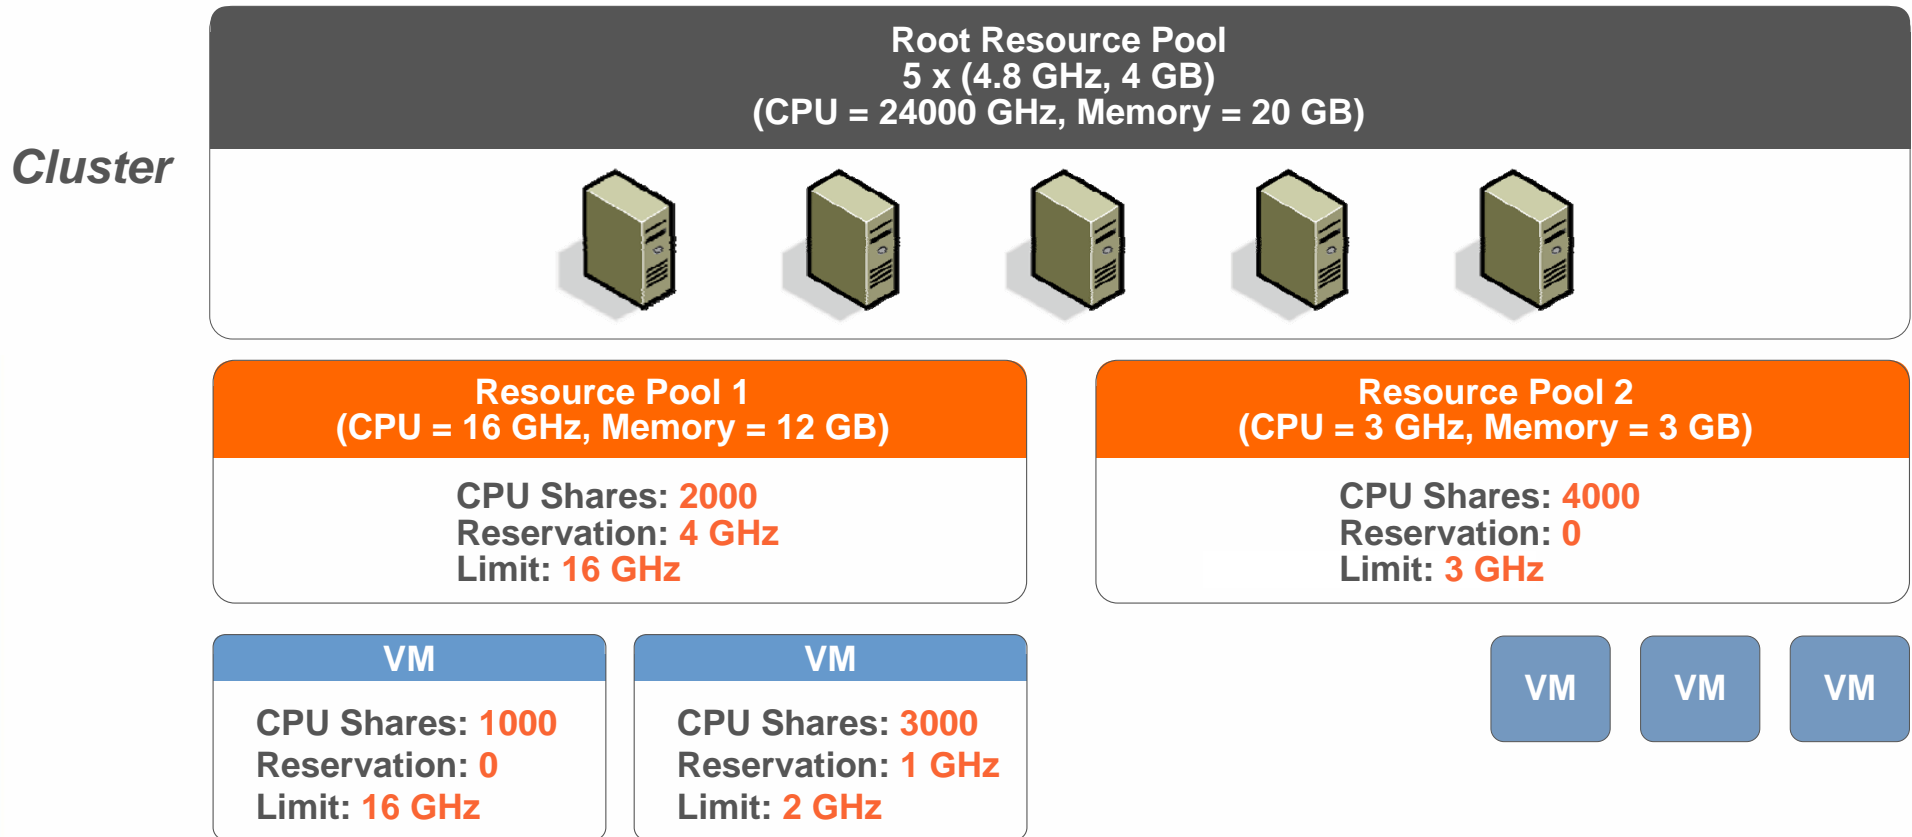 Root Resource Pool
5 x (4.8 GHz, 4 GB)
(CPU = 24000 GHz, Memory = 20 GB)
Cluster
Resource Pool 1
(CPU = 16 GHz, Memory = 12 GB)
CPU Shares: 2000
Reservation: 4 GHz
Limit: 16 GHz
Resource Pool 2
(CPU = 3 GHz, Memory = 3 GB)
CPU Shares: 4000
Reservation: 0
Limit: 3 GHz
VM
CPU Shares: 1000
Reservation: 0
Limit: 16 GHz
VM
CPU Shares: 3000
Reservation: 1 GHz
Limit: 2 GHz
VM
VM
VM